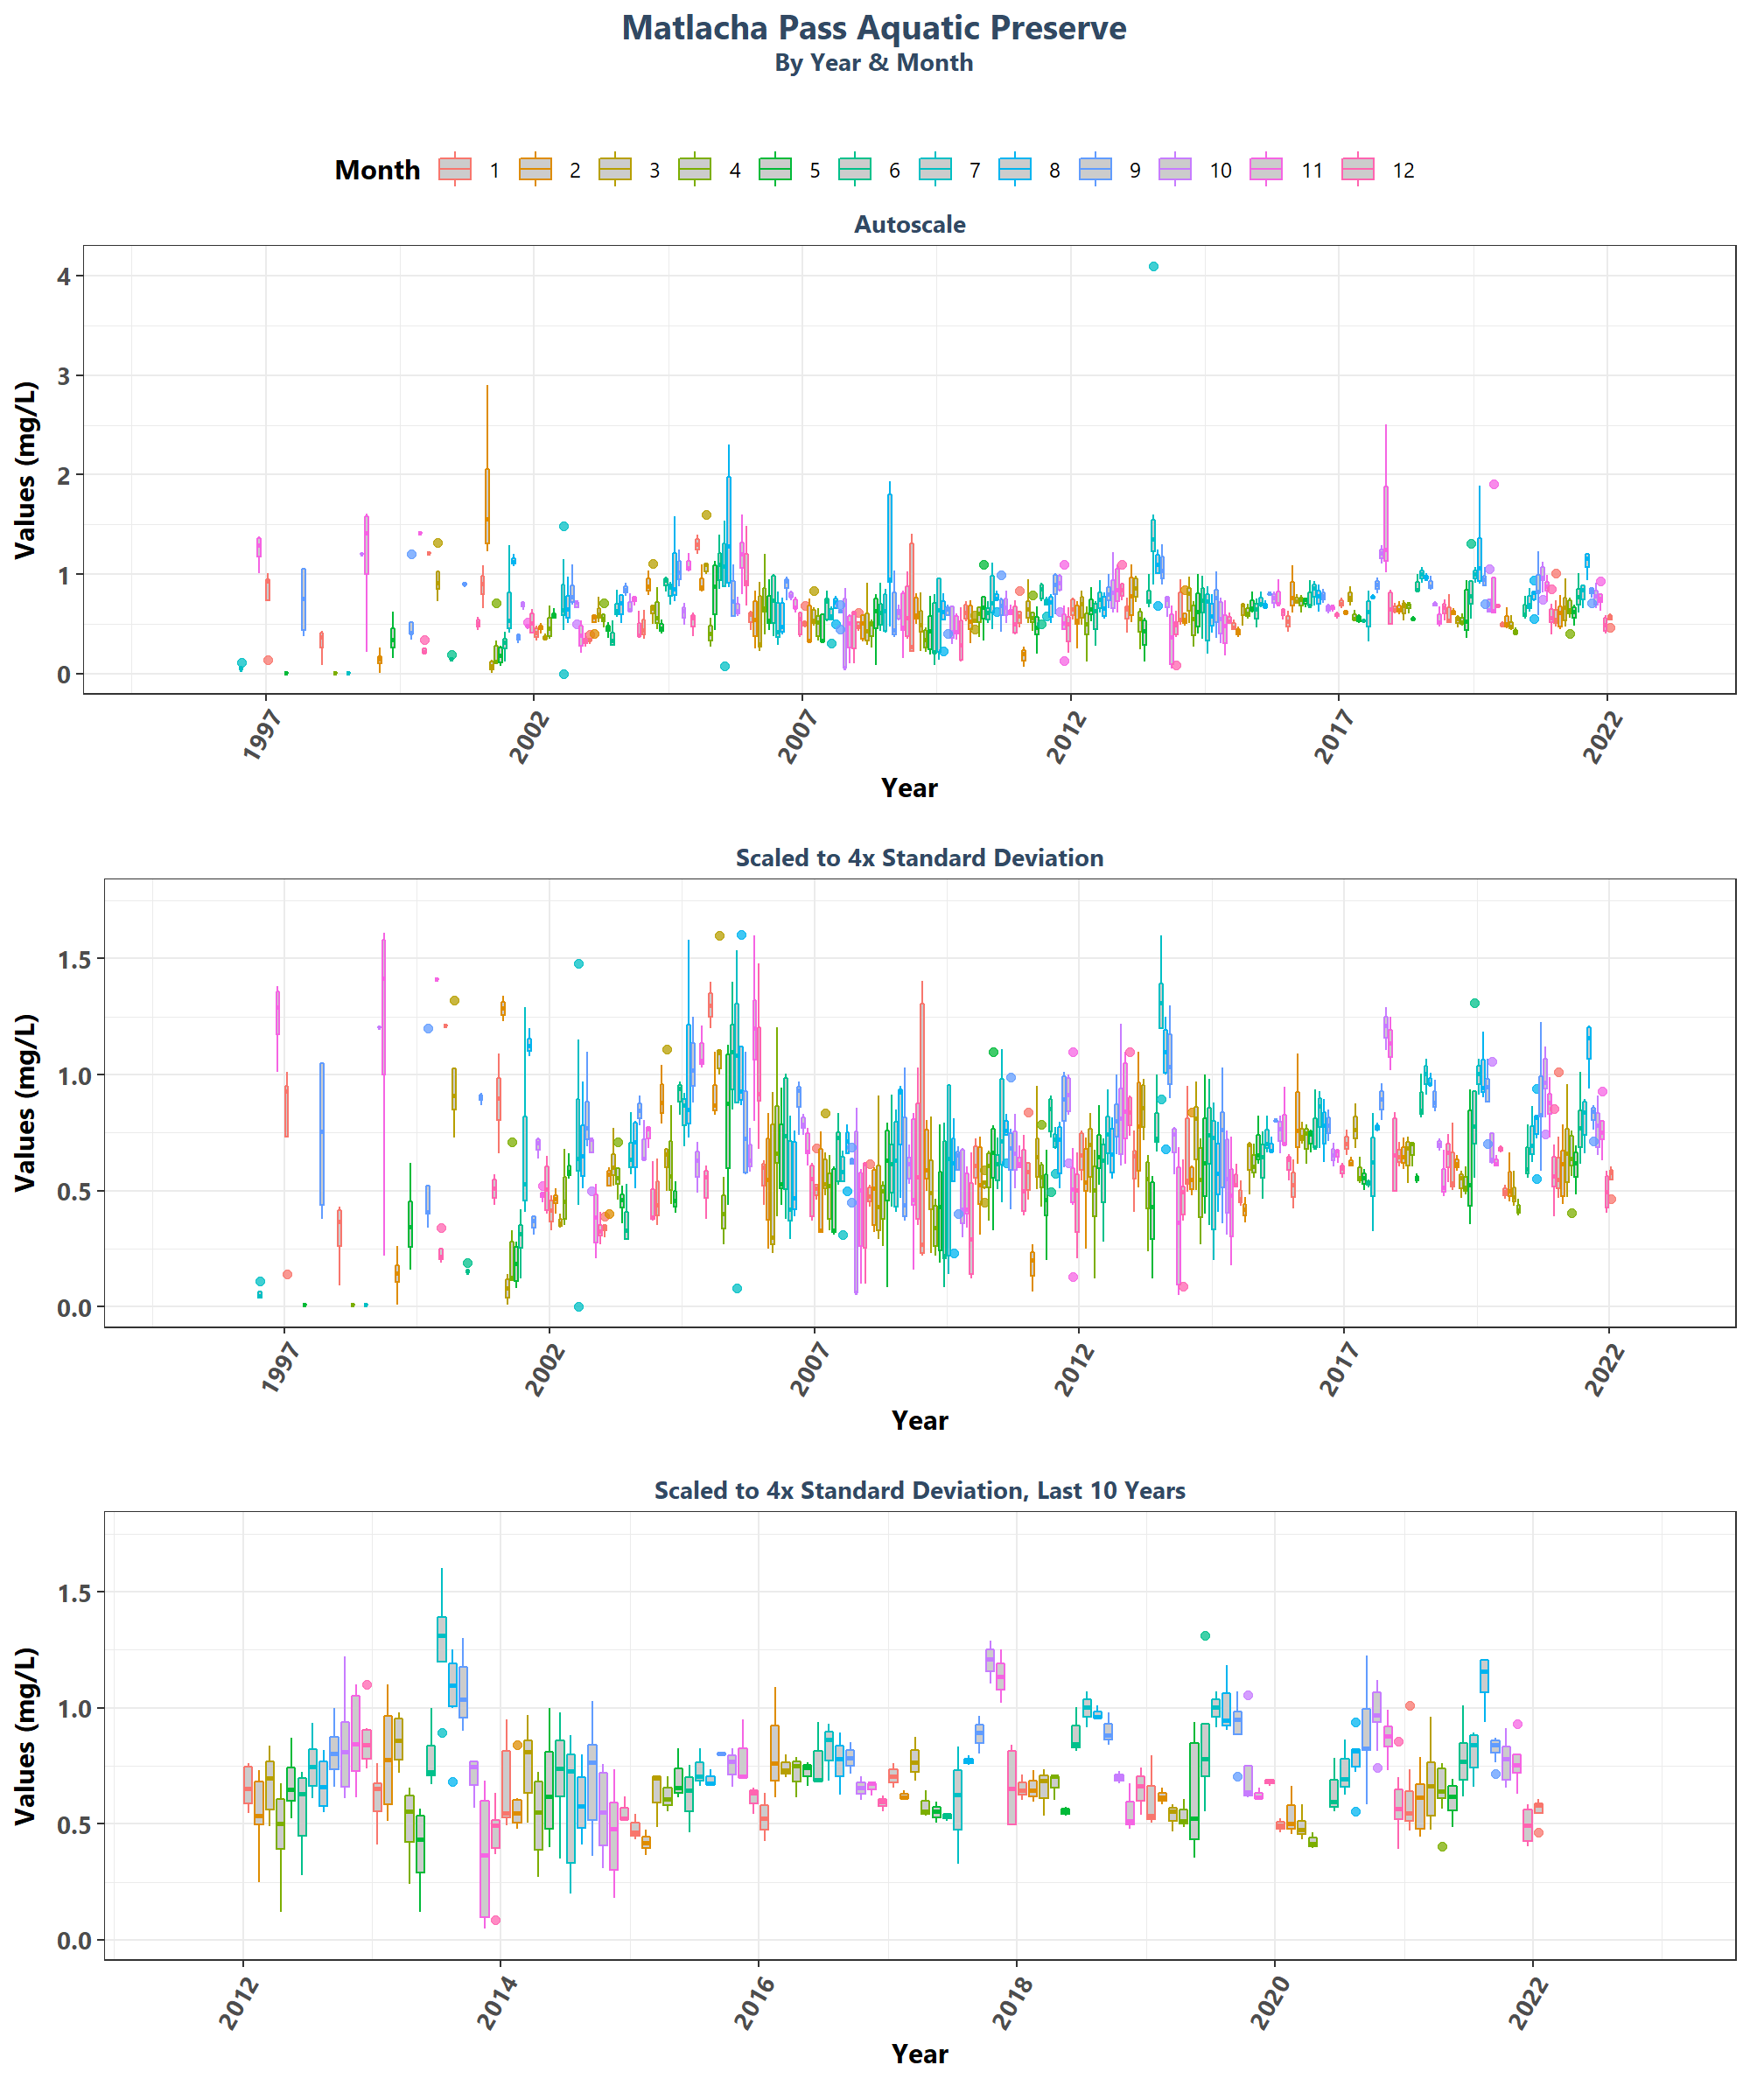 Matlacha Pass Aquatic Preserve
By Year & Month
Month 1 2 3 4 5 6 7 8 9 10 11 12
Autoscale
Values (mg/L)
4
3
2
1
0
1997 2002 2007 2012 2017 2022
Year
Scaled to 4x Standard Deviation
Values (mg/L)
1.5
1.0
0.5
0.0
1997 2002 2007 2012 2017 2022
Year
Scaled to 4x Standard Deviation, Last 10 Years
Values (mg/L)
1.5
1.0
0.5
0.0
2012 2014 2016 2018 2020 2022
Year